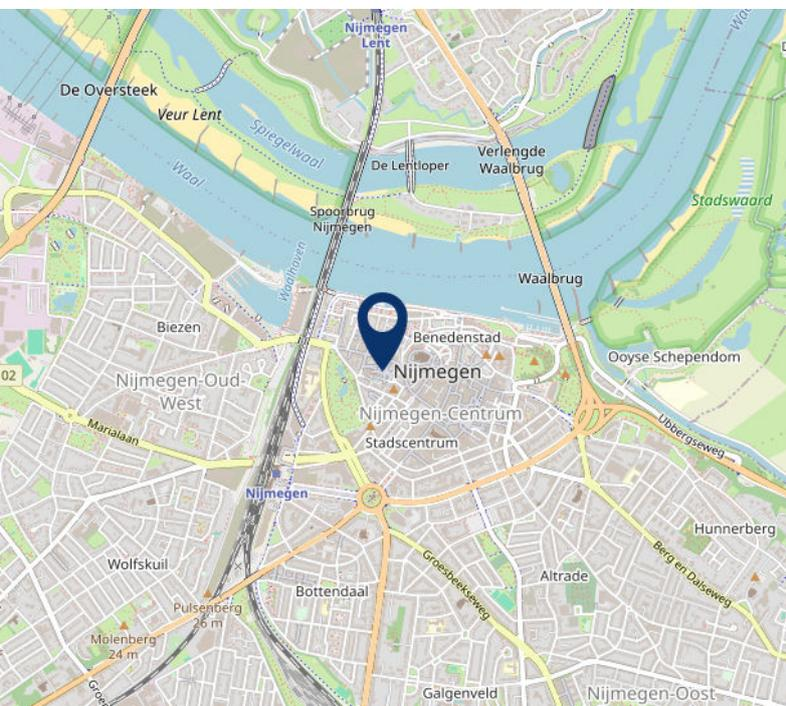 Nijmegen
Lent
De Oversteek
Veur Lent
Spiegelwaal
Waal
De Lentloper
Verlengde
Waalbrug
Stadswaard
Spoorbrug
Nijmegen
Waalhaven
Waalbrug
Biezen
Benedenstad
Ooyse Schependom
02
Nijmegen
Nijmegen-Oud-
West
Nijmegen-Centrum
Marialaan
Stadscentrum
Ubbergseweg
Nijmegen
Hunnerberg
Wolfskuil
Groesbeekseweg
Altrade
Berg en Dalseweg
Bottendaal
Pulsenberg
26 m
Molenberg
24 m
Galgenveld
Nijmegen-Oost